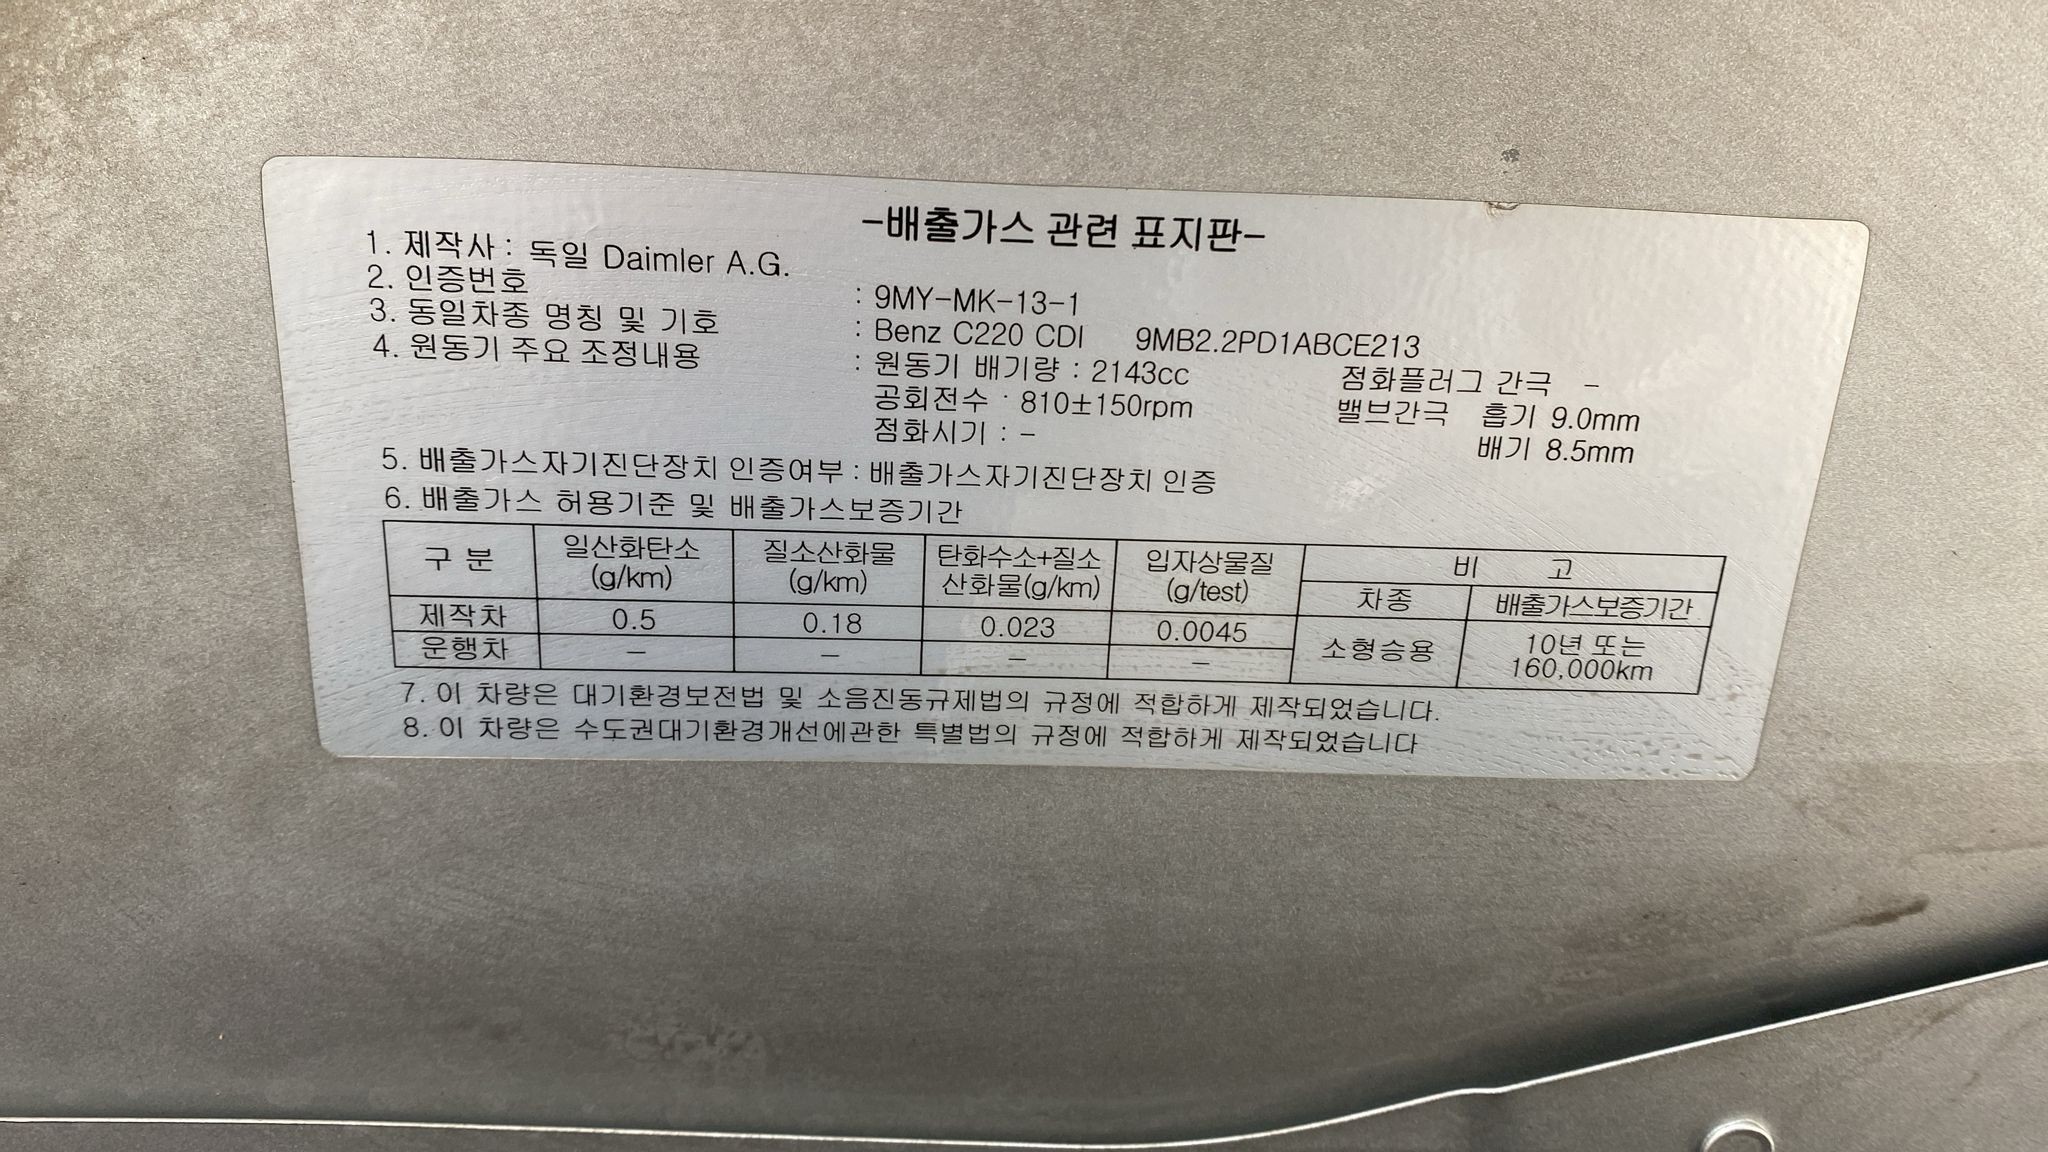 -배출가스 관련 표지판-
1. 제작사 : 독일 Daimler A.G.
2. 인증번호 : 9MY-MK-13-1
3. 동일차종 명칭 및 기호 : Benz C220 CDI 9MB2.2PD1ABCE213
4. 원동기 주요 조정내용 : 원동기 배기량 : 2143cc 점화플러그 간극 -
공회전수 : 810±150rpm 밸브간극 흡기 9.0mm
점화시기 : - 배기 8.5mm
5. 배출가스자기진단장치 인증여부 : 배출가스자기진단장치 인증
6. 배출가스 허용기준 및 배출가스보증기간
구 분 일산화탄소 (g/km) 질소산화물 (g/km) 탄화수소+질소산화물(g/km) 입자상물질 (g/test) 비 고
차종 배출가스보증기간
제작차 0.5 0.18 0.023 0.0045 소형승용 10년 또는 160,000km
운행차 - - - -
7. 이 차량은 대기환경보전법 및 소음진동규제법의 규정에 적합하게 제작되었습니다.
8. 이 차량은 수도권대기환경개선에관한 특별법의 규정에 적합하게 제작되었습니다